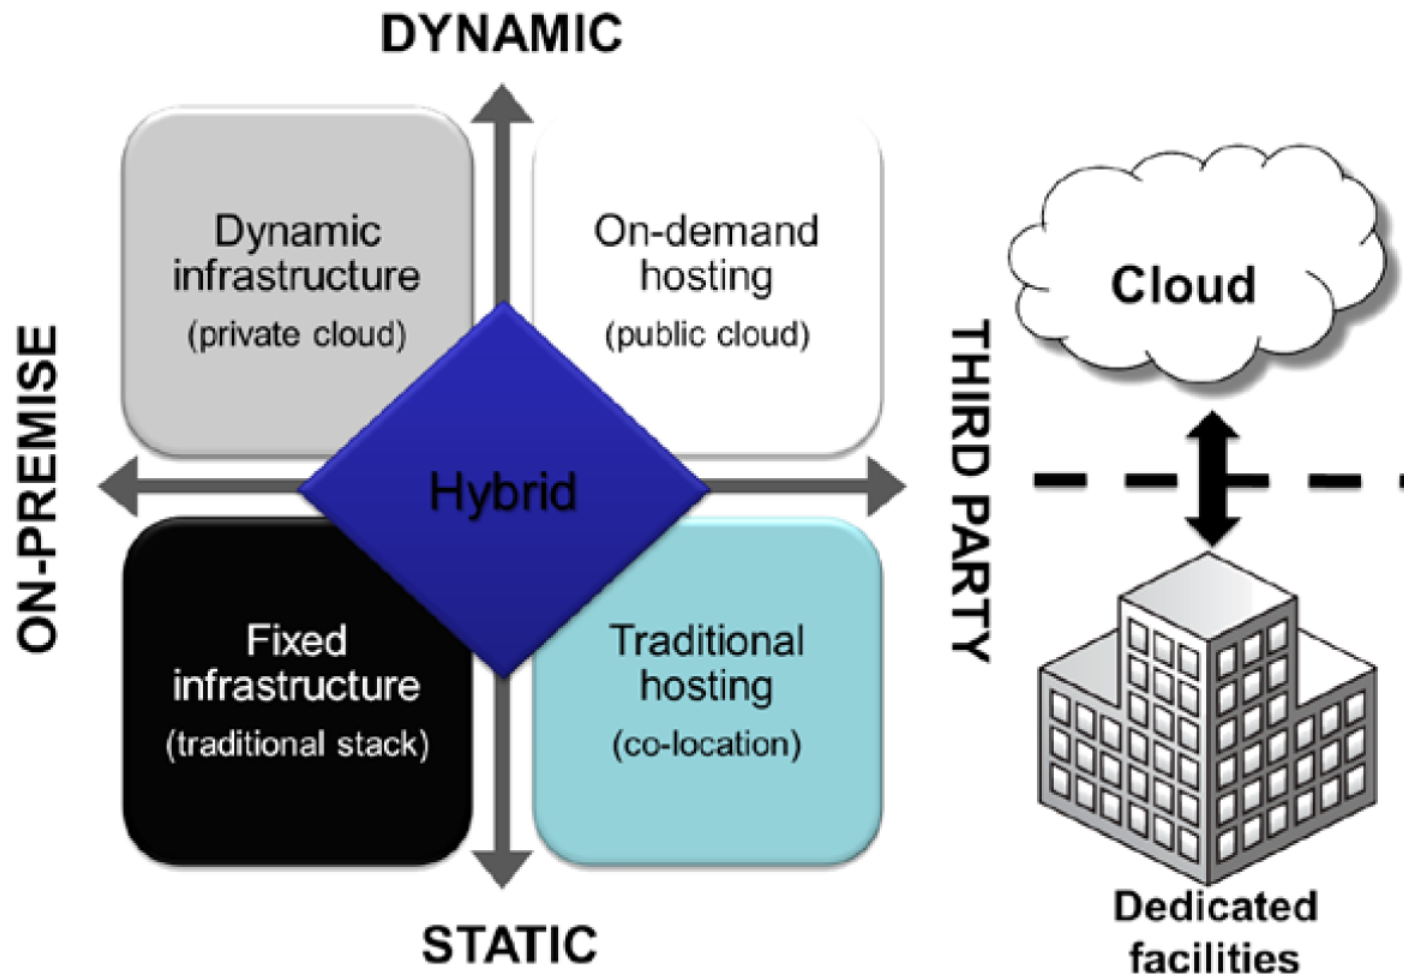 DYNAMIC
Dynamic
infrastructure
(private cloud)
On-demand
hosting
(public cloud)
Cloud
ON-PREMISE
Hybrid
THIRD PARTY
Fixed
infrastructure
(traditional stack)
Traditional
hosting
(co-location)
STATIC
Dedicated
facilities